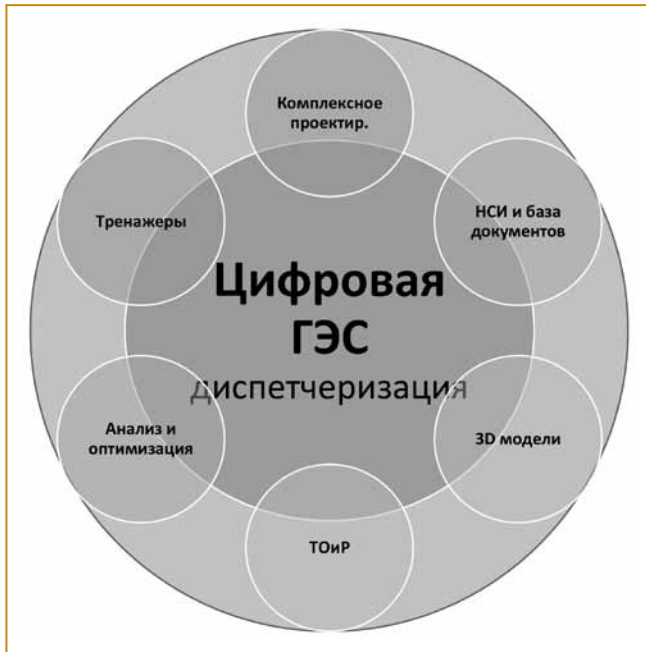 Комплексное
проектир.
Тренажеры
НСИ и база
документов
Цифровая
ГЭС
диспетчеризация
Анализ и
оптимизация
3D модели
ТОиР